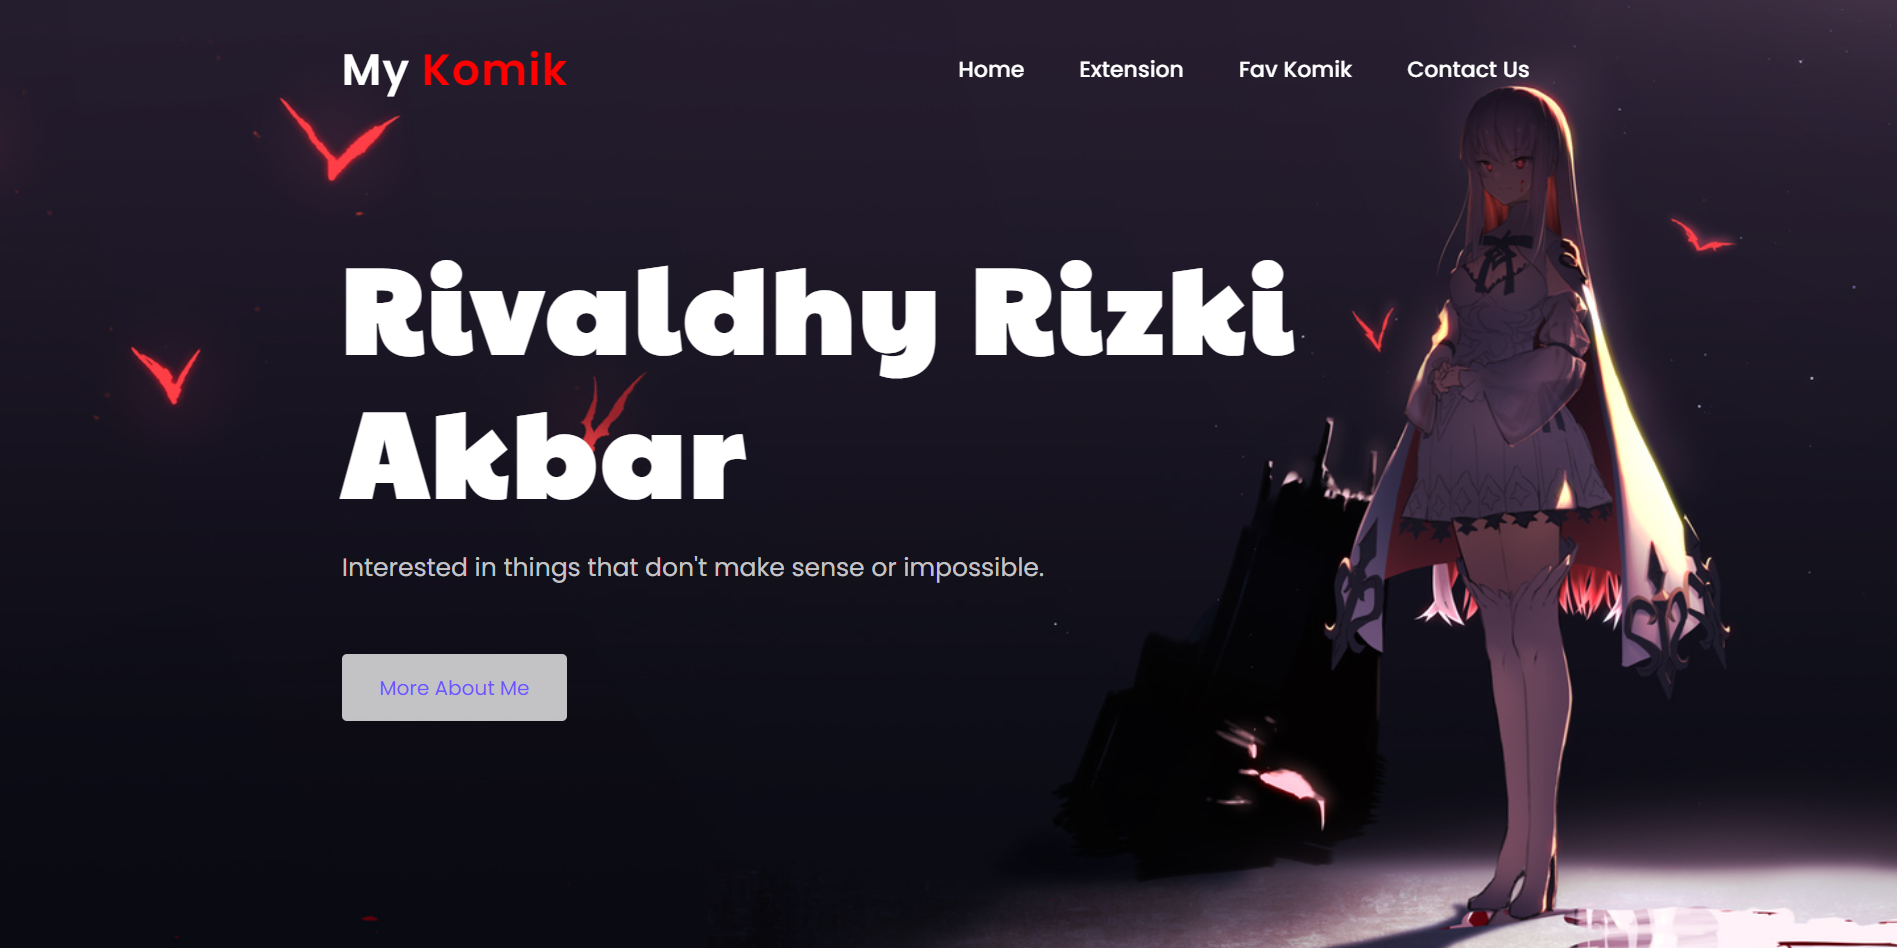 My Komik
Home Extension Fav Komik Contact Us
Rivaldhy Rizki
Akbar
Interested in things that don't make sense or impossible.
More About Me